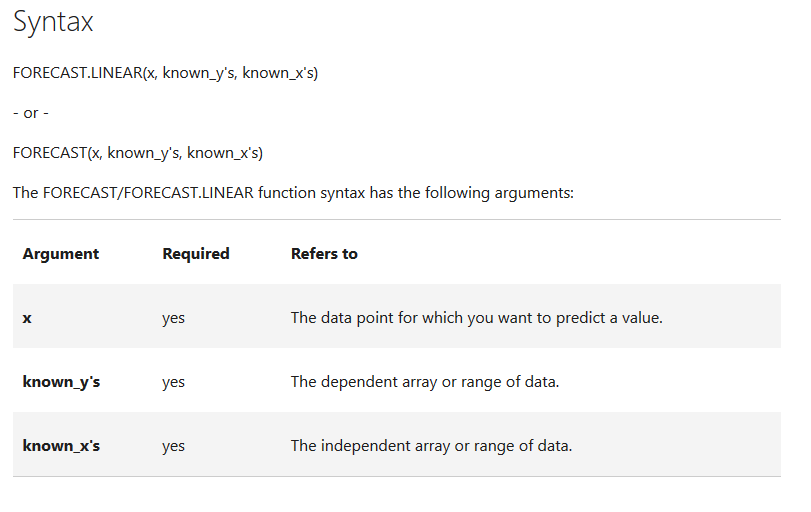 Syntax
FORECAST.LINEAR(x, known_y's, known_x's)
- or -
FORECAST(x, known_y's, known_x's)
The FORECAST/FORECAST.LINEAR function syntax has the following arguments:
Argument Required Refers to
x yes The data point for which you want to predict a value.
known_y's yes The dependent array or range of data.
known_x's yes The independent array or range of data.